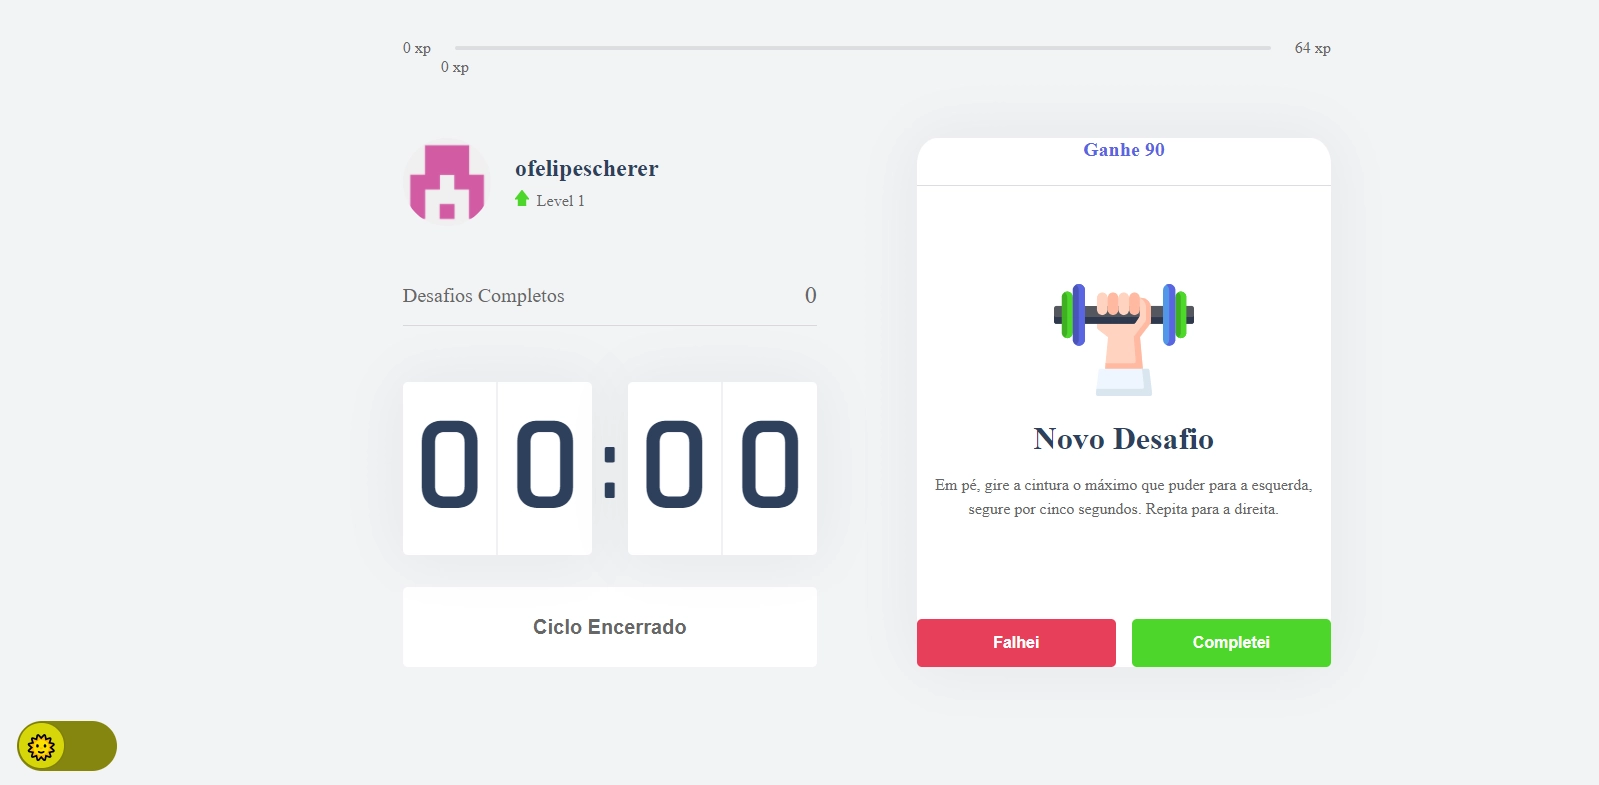 0 xp
64 xp
0 xp
ofelipescherer
Level 1
Desafios Completos
0
00:00
Ciclo Encerrado
Ganhe 90
Novo Desafio
Em pé, gire a cintura o máximo que puder para a esquerda,
segure por cinco segundos. Repita para a direita.
Falhei
Completei